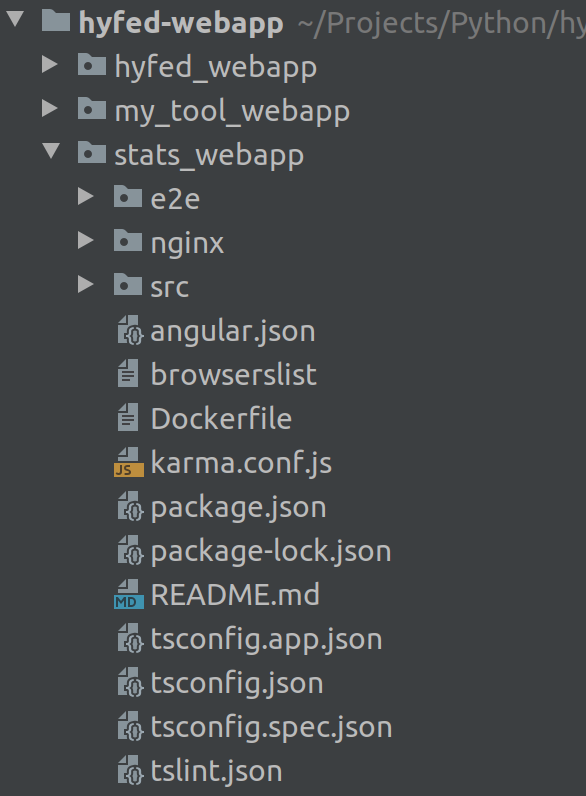 hyfed-webapp ~/Projects/Python/hy
hyfed_webapp
my_tool_webapp
stats_webapp
e2e
nginx
src
angular.json
browserslist
Dockerfile
JS karma.conf.js
package.json
package-lock.json
MD README.md
tsconfig.app.json
tsconfig.json
tsconfig.spec.json
tslint.json